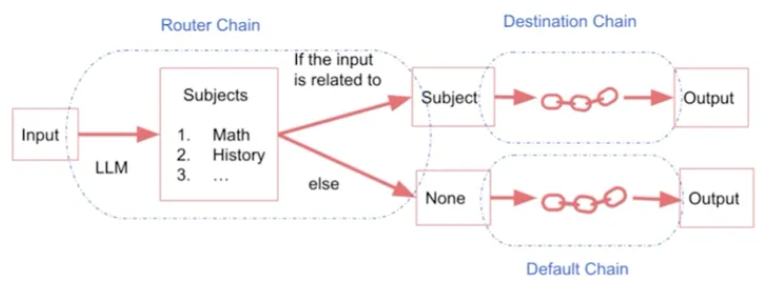 Router Chain
Destination Chain
If the input
is related to
Subjects
1. Math
2. History
3. ...
Input
LLM
else
Subject
Output
None
Output
Default Chain